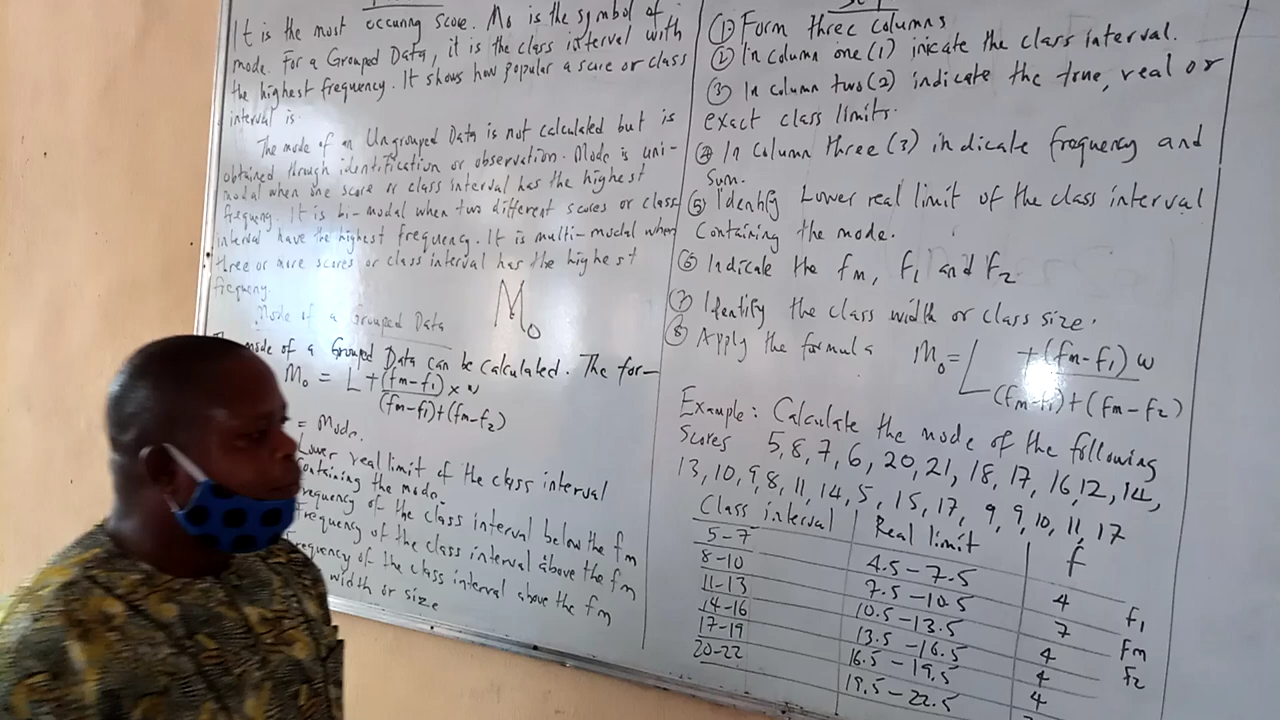 It is the most occuring score. Mo is the symbol of
mode. For a Grouped Data, it is the class interval with
the highest frequency. It shows how popular a score or class
interval is.
The mode of an Ungrouped Data is not calculated but is
obtained through identification or observation. Mode is uni-
modal when one score or class interval has the highest
frequency. It is bi-modal when two different scores or class
interval have the highest frequency. It is multi-modal when
three or more scores or class interval has the highest
frequency.
Mo
Mode of a Grouped Data
mode of a Grouped Data can be calculated. The for-
Mo = L + (fm-f1) × w
(fm-f1)+(fm-f2)
= Mode.
Lower real limit of the class interval
containing the mode.
frequency of the class interval below the fm
Frequency of the class interval above the fm
frequency of the class interval above the fm
width or size
(1) Form three columns
(2) In column one (1) inicate the class interval.
(3) In column two (2) indicate the true, real or
exact class limits.
(4) In Column three (3) indicate frequency and
sum.
(5) Identify Lower real limit of the class interval
Containing the mode.
(6) Indicate the fm, f1 and f2
(7) Identify the class width or class size.
(8) Apply the formula Mo = L + (fm-f1) w
(fm-f1)+(fm-f2)
Example: Calculate the mode of the following
Scores 5, 8, 7, 6, 20, 21, 18, 17, 16, 12, 14,
13, 10, 9, 8, 11, 14, 5, 15, 17, 9, 9, 10, 11, 17
Class interval Real limit f
5-7 4.5-7.5 4 f1
8-10 7.5-10.5 7 fm
11-13 10.5-13.5 4 f2
14-16 13.5-16.5 4
17-19 16.5-19.5 4
20-22 19.5-22.5